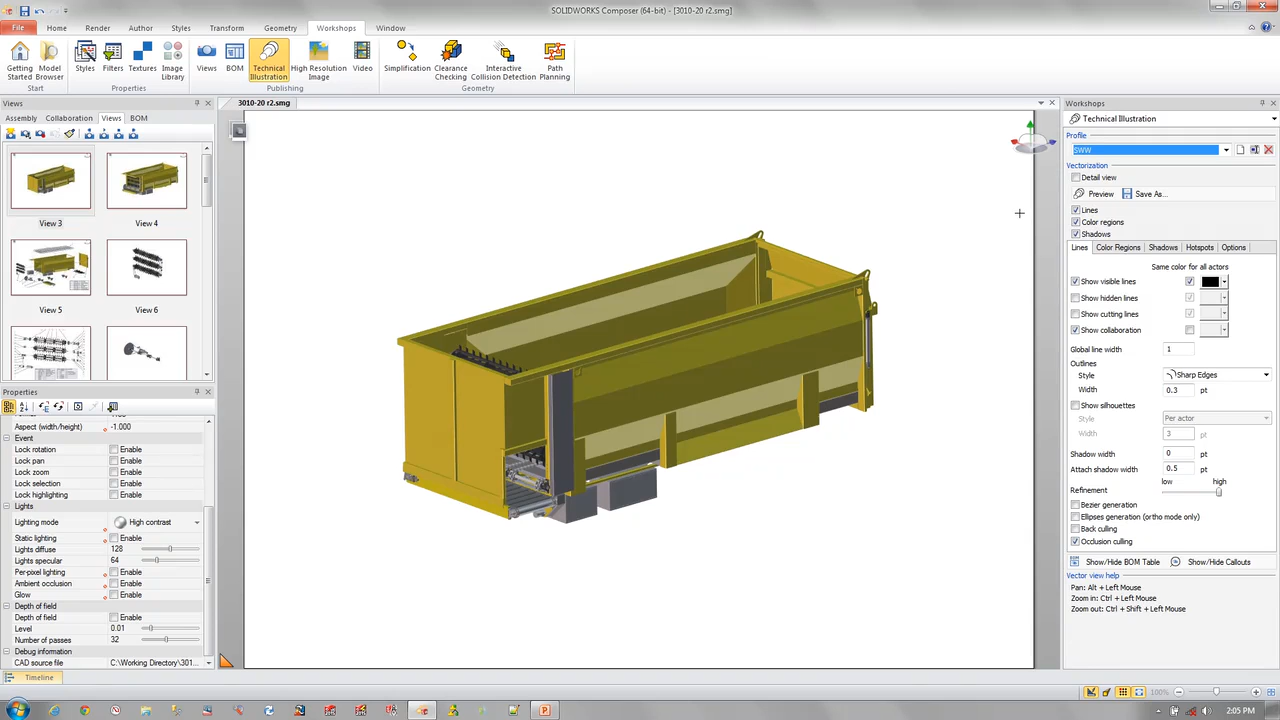 SOLIDWORKS Composer (64-bit) - [3010-20 r2.smg]
File Home Render Author Styles Transform Geometry Workshops Window
Getting Started
Model Browser
Styles
Filters
Textures
Image Library
Views
BOM
Technical Illustration
High Resolution Image
Video
Simplification
Clearance Checking
Interactive Collision Detection
Path Planning
Start
Properties
Publishing
Geometry
Views
Assembly Collaboration Views BOM
View 3
View 4
View 5
View 6
Properties
Aspect (width/height) -1.000
Event
Lock rotation Enable
Lock pan Enable
Lock zoom Enable
Lock selection Enable
Lock highlighting Enable
Lights
Lighting mode High contrast
Static lighting Enable
Lights diffuse 128
Lights specular 64
Per-pixel lighting Enable
Ambient occlusion Enable
Glow Enable
Depth of field
Depth of field Enable
Level 0.01
Number of passes 32
Debug information
CAD source file C:\Working Directory\301...
Timeline
3010-20 r2.smg
Workshops
Technical Illustration
Profile
SWW
Vectorization
Detail view
Preview Save As...
Lines
Color regions
Shadows
Lines Color Regions Shadows Hotspots Options
Same color for all actors
Show visible lines
Show hidden lines
Show cutting lines
Show collaboration
Global line width 1
Outlines
Style Sharp Edges
Width 0.3 pt
Show silhouettes
Style Per actor
Width 3 pt
Shadow width 0 pt
Attach shadow width 0.5 pt
low high
Refinement
Bezier generation
Ellipses generation (ortho mode only)
Back culling
Occlusion culling
Show/Hide BOM Table Show/Hide Callouts
Vector view help
Pan: Alt + Left Mouse
Zoom in: Ctrl + Left Mouse
Zoom out: Ctrl + Shift + Left Mouse
100%
2:05 PM